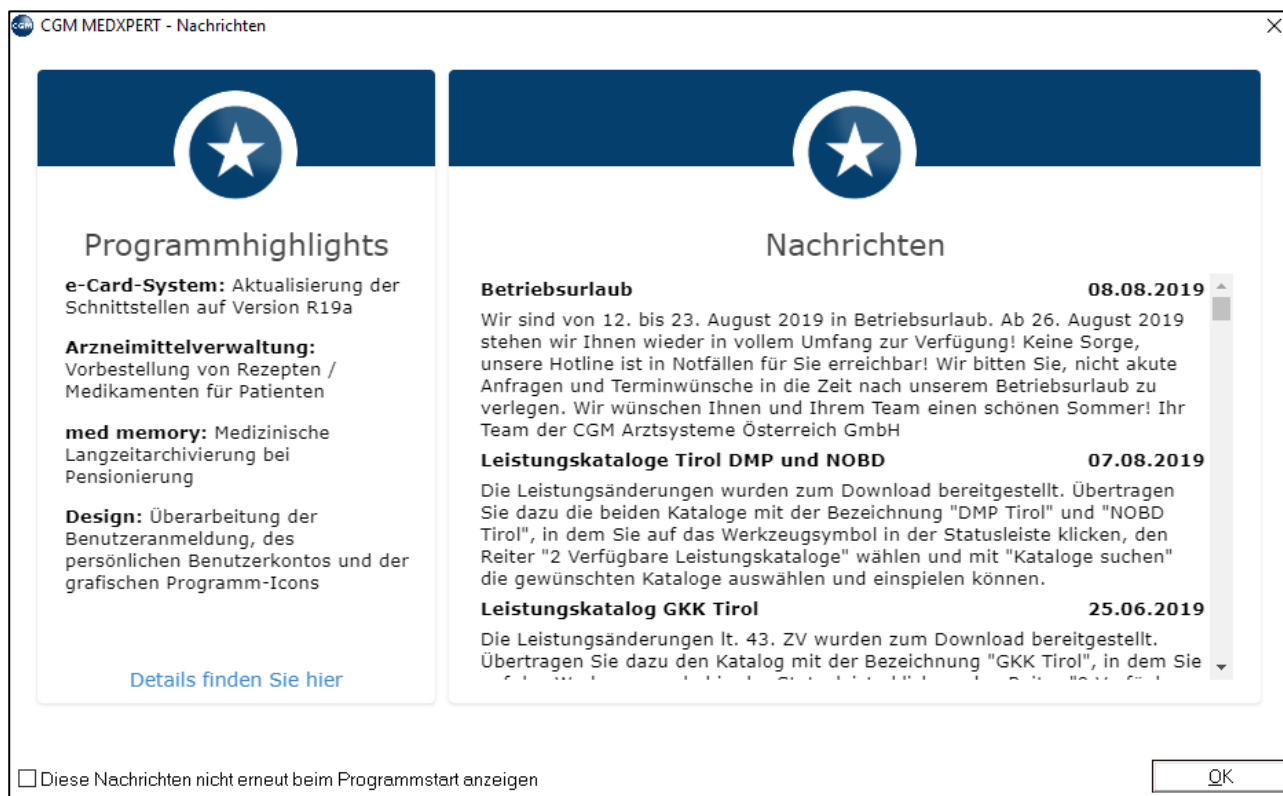 CGM MEDXPERT - Nachrichten
Programmhighlights
e-Card-System: Aktualisierung der
Schnittstellen auf Version R19a
Arzneimittelverwaltung:
Vorbestellung von Rezepten /
Medikamenten für Patienten
med memory: Medizinische
Langzeitarchivierung bei
Pensionierung
Design: Überarbeitung der
Benutzeranmeldung, des
persönlichen Benutzerkontos und der
grafischen Programm-Icons
Details finden Sie hier
Nachrichten
Betriebsurlaub 08.08.2019
Wir sind von 12. bis 23. August 2019 in Betriebsurlaub. Ab 26. August 2019
stehen wir Ihnen wieder in vollem Umfang zur Verfügung! Keine Sorge,
unsere Hotline ist in Notfällen für Sie erreichbar! Wir bitten Sie, nicht akute
Anfragen und Terminwünsche in die Zeit nach unserem Betriebsurlaub zu
verlegen. Wir wünschen Ihnen und Ihrem Team einen schönen Sommer! Ihr
Team der CGM Arztsysteme Österreich GmbH
Leistungskataloge Tirol DMP und NOBD 07.08.2019
Die Leistungsänderungen wurden zum Download bereitgestellt. Übertragen
Sie dazu die beiden Kataloge mit der Bezeichnung "DMP Tirol" und "NOBD
Tirol", in dem Sie auf das Werkzeugsymbol in der Statusleiste klicken, den
Reiter "2 Verfügbare Leistungskataloge" wählen und mit "Kataloge suchen"
die gewünschten Kataloge auswählen und einspielen können.
Leistungskatalog GKK Tirol 25.06.2019
Die Leistungsänderungen lt. 43. ZV wurden zum Download bereitgestellt.
Übertragen Sie dazu den Katalog mit der Bezeichnung "GKK Tirol", in dem Sie
Diese Nachrichten nicht erneut beim Programmstart anzeigen
OK